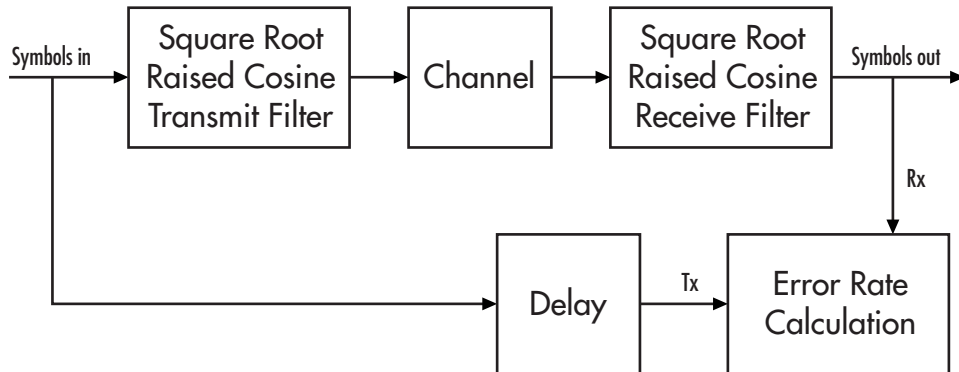 Symbols in
Square Root
Raised Cosine
Transmit Filter
Channel
Square Root
Raised Cosine
Receive Filter
Symbols out
Rx
Delay
Tx
Error Rate
Calculation